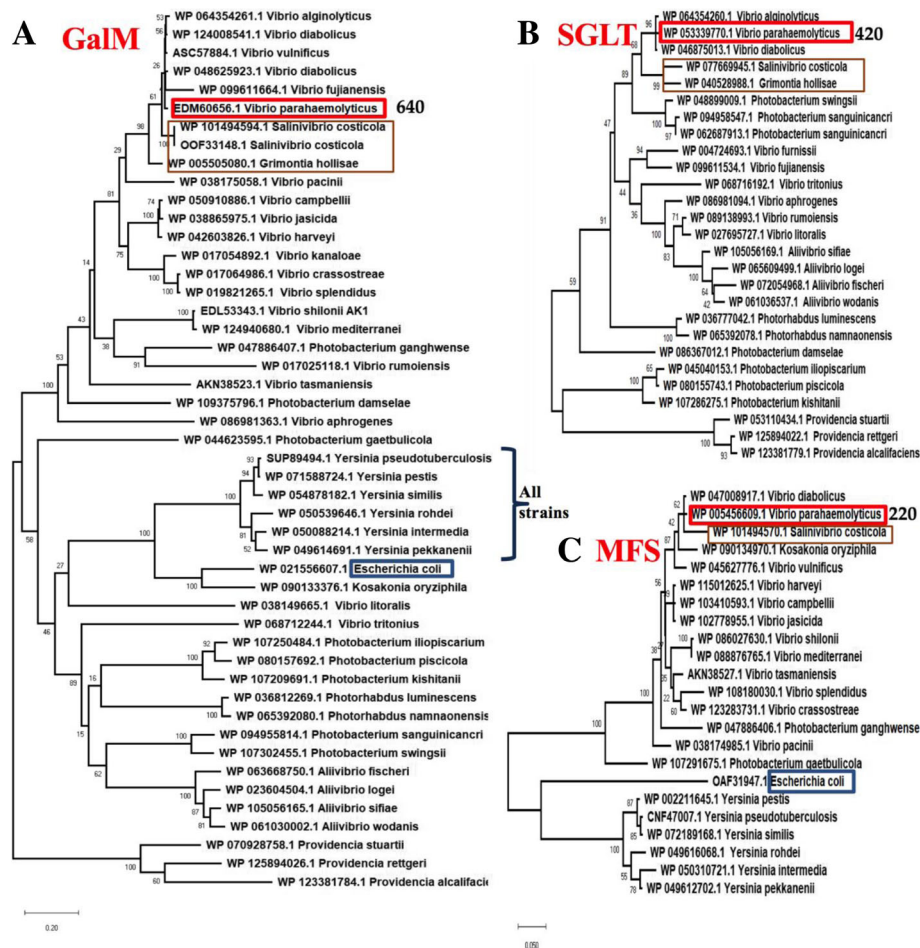 A GalM
WP 064354261.1 Vibrio alginolyticus
WP 124008541.1 Vibrio diabolicus
ASC57884.1 Vibrio vulnificus
WP 048625923.1 Vibrio diabolicus
WP 099611664.1 Vibrio fujianensis
EDM60656.1 Vibrio parahaemolyticus 640
WP 101494594.1 Salinivibrio costicola
OOF33148.1 Salinivibrio costicola
WP 005505080.1 Grimontia hollisae
WP 038175058.1 Vibrio pacinii
WP 050910886.1 Vibrio campbellii
WP 038865975.1 Vibrio jasicida
WP 042603826.1 Vibrio harveyi
WP 017054892.1 Vibrio kanaloae
WP 017064986.1 Vibrio crassostreae
WP 019821265.1 Vibrio splendidus
EDL53343.1 Vibrio shilonii AK1
WP 124940680.1 Vibrio mediterranei
WP 047886407.1 Photobacterium ganghwense
WP 017025118.1 Vibrio rumoiensis
AKN38523.1 Vibrio tasmaniensis
WP 109375796.1 Photobacterium damselae
WP 086981363.1 Vibrio aphrogenes
WP 044623595.1 Photobacterium gaetbulicola
SUP89494.1 Yersinia pseudotuberculosis
WP 071588724.1 Yersinia pestis
WP 054878182.1 Yersinia similis
WP 050539646.1 Yersinia rohdei
WP 050088214.1 Yersinia intermedia
WP 049614691.1 Yersinia pekkanenii
All
strains
WP 021556607.1 Escherichia coli
WP 090133376.1 Kosakonia oryziphila
WP 038149665.1 Vibrio litoralis
WP 068712244.1 Vibrio tritonius
WP 107250484.1 Photobacterium iliopiscarium
WP 080157692.1 Photobacterium piscicola
WP 107209691.1 Photobacterium kishitanii
WP 036812269.1 Photorhabdus luminescens
WP 065392080.1 Photorhabdus namnaonensis
WP 094955814.1 Photobacterium sanguinicancri
WP 107302455.1 Photobacterium swingsii
WP 063668750.1 Aliivibrio fischeri
WP 023604504.1 Aliivibrio logei
WP 105056165.1 Aliivibrio sifiae
WP 061030002.1 Aliivibrio wodanis
WP 070928758.1 Providencia stuartii
WP 125894026.1 Providencia rettgeri
WP 123381784.1 Providencia alcalifacie
0.20
B SGLT
WP 064354260.1 Vibrio alginolyticus
WP 053339770.1 Vibrio parahaemolyticus 420
WP 046875013.1 Vibrio diabolicus
WP 077669945.1 Salinivibrio costicola
WP 040528988.1 Grimontia hollisae
WP 048899009.1 Photobacterium swingsii
WP 094958547.1 Photobacterium sanguinicancri
WP 062687913.1 Photobacterium sanguinicancri
WP 004724693.1 Vibrio furnissii
WP 099611534.1 Vibrio fujianensis
WP 068716192.1 Vibrio tritonius
WP 086981094.1 Vibrio aphrogenes
WP 089138993.1 Vibrio rumoiensis
WP 027695727.1 Vibrio litoralis
WP 105056169.1 Aliivibrio sifiae
WP 065609499.1 Aliivibrio logei
WP 072054968.1 Aliivibrio fischeri
WP 061036537.1 Aliivibrio wodanis
WP 036777042.1 Photorhabdus luminescens
WP 065392078.1 Photorhabdus namnaonensis
WP 086367012.1 Photobacterium damselae
WP 045040153.1 Photobacterium iliopiscarium
WP 080155743.1 Photobacterium piscicola
WP 107286275.1 Photobacterium kishitanii
WP 053110434.1 Providencia stuartii
WP 125894022.1 Providencia rettgeri
WP 123381779.1 Providencia alcalifaciens
C MFS
WP 047008917.1 Vibrio diabolicus
WP 005456609.1 Vibrio parahaemolyticus 220
WP 101494570.1 Salinivibrio costicola
WP 090134970.1 Kosakonia oryziphila
WP 045627776.1 Vibrio vulnificus
WP 115012625.1 Vibrio harveyi
WP 103410593.1 Vibrio campbellii
WP 102778955.1 Vibrio jasicida
WP 086027630.1 Vibrio shilonii
WP 088876765.1 Vibrio mediterranei
AKN38527.1 Vibrio tasmaniensis
WP 108180030.1 Vibrio splendidus
WP 123283731.1 Vibrio crassostreae
WP 047886406.1 Photobacterium ganghwense
WP 038174985.1 Vibrio pacinii
WP 107291675.1 Photobacterium gaetbulicola
OAF31947.1 Escherichia coli
WP 002211645.1 Yersinia pestis
CNF47007.1 Yersinia pseudotuberculosis
WP 072189168.1 Yersinia similis
WP 049616068.1 Yersinia rohdei
WP 050310721.1 Yersinia intermedia
WP 049612702.1 Yersinia pekkanenii
0.050